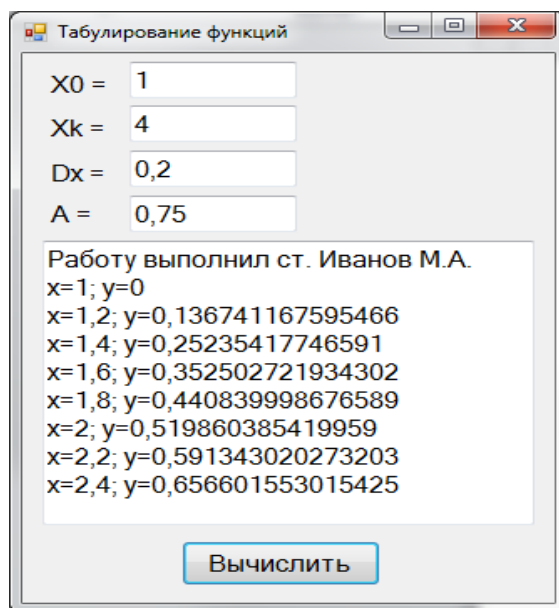 Табулирование функций
X0 = 1
Xk = 4
Dx = 0,2
A = 0,75
Работу выполнил ст. Иванов М.А.
x=1; y=0
x=1,2; y=0,136741167595466
x=1,4; y=0,25235417746591
x=1,6; y=0,352502721934302
x=1,8; y=0,440839998676589
x=2; y=0,519860385419959
x=2,2; y=0,591343020273203
x=2,4; y=0,656601553015425
Вычислить